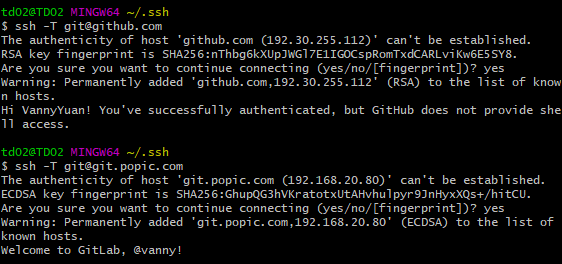 td02@TD02 MINGW64 ~/.ssh
$ ssh -T git@github.com
The authenticity of host 'github.com (192.30.255.112)' can't be established.
RSA key fingerprint is SHA256:nThbg6kXUpJWGl7E1IGOCspRomTxdCARLviKw6E5SY8.
Are you sure you want to continue connecting (yes/no/[fingerprint])? yes
Warning: Permanently added 'github.com,192.30.255.112' (RSA) to the list of know
n hosts.
Hi VannyYuan! You've successfully authenticated, but GitHub does not provide she
ll access.
td02@TD02 MINGW64 ~/.ssh
$ ssh -T git@git.popic.com
The authenticity of host 'git.popic.com (192.168.20.80)' can't be established.
ECDSA key fingerprint is SHA256:GhupQG3hVKratotxUtAHvhulpyr9JnHyxXQs+/hitCU.
Are you sure you want to continue connecting (yes/no/[fingerprint])? yes
Warning: Permanently added 'git.popic.com,192.168.20.80' (ECDSA) to the list of
known hosts.
Welcome to GitLab, @vanny!